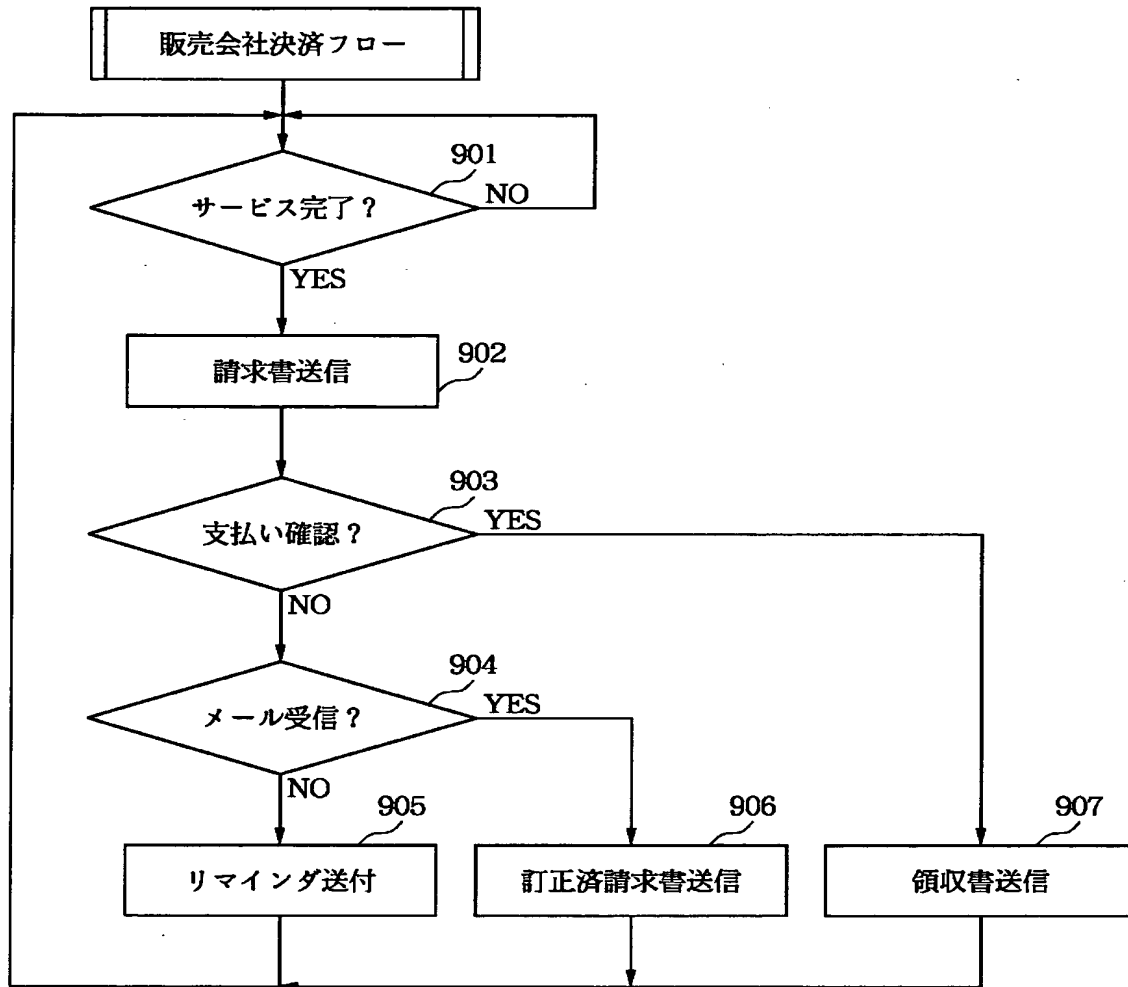 販売会社決済フロー
901
サービス完了？
NO
YES
902
請求書送信
903
支払い確認？
YES
NO
904
メール受信？
YES
NO
905
906
907
リマインダ送付
訂正済請求書送信
領収書送信